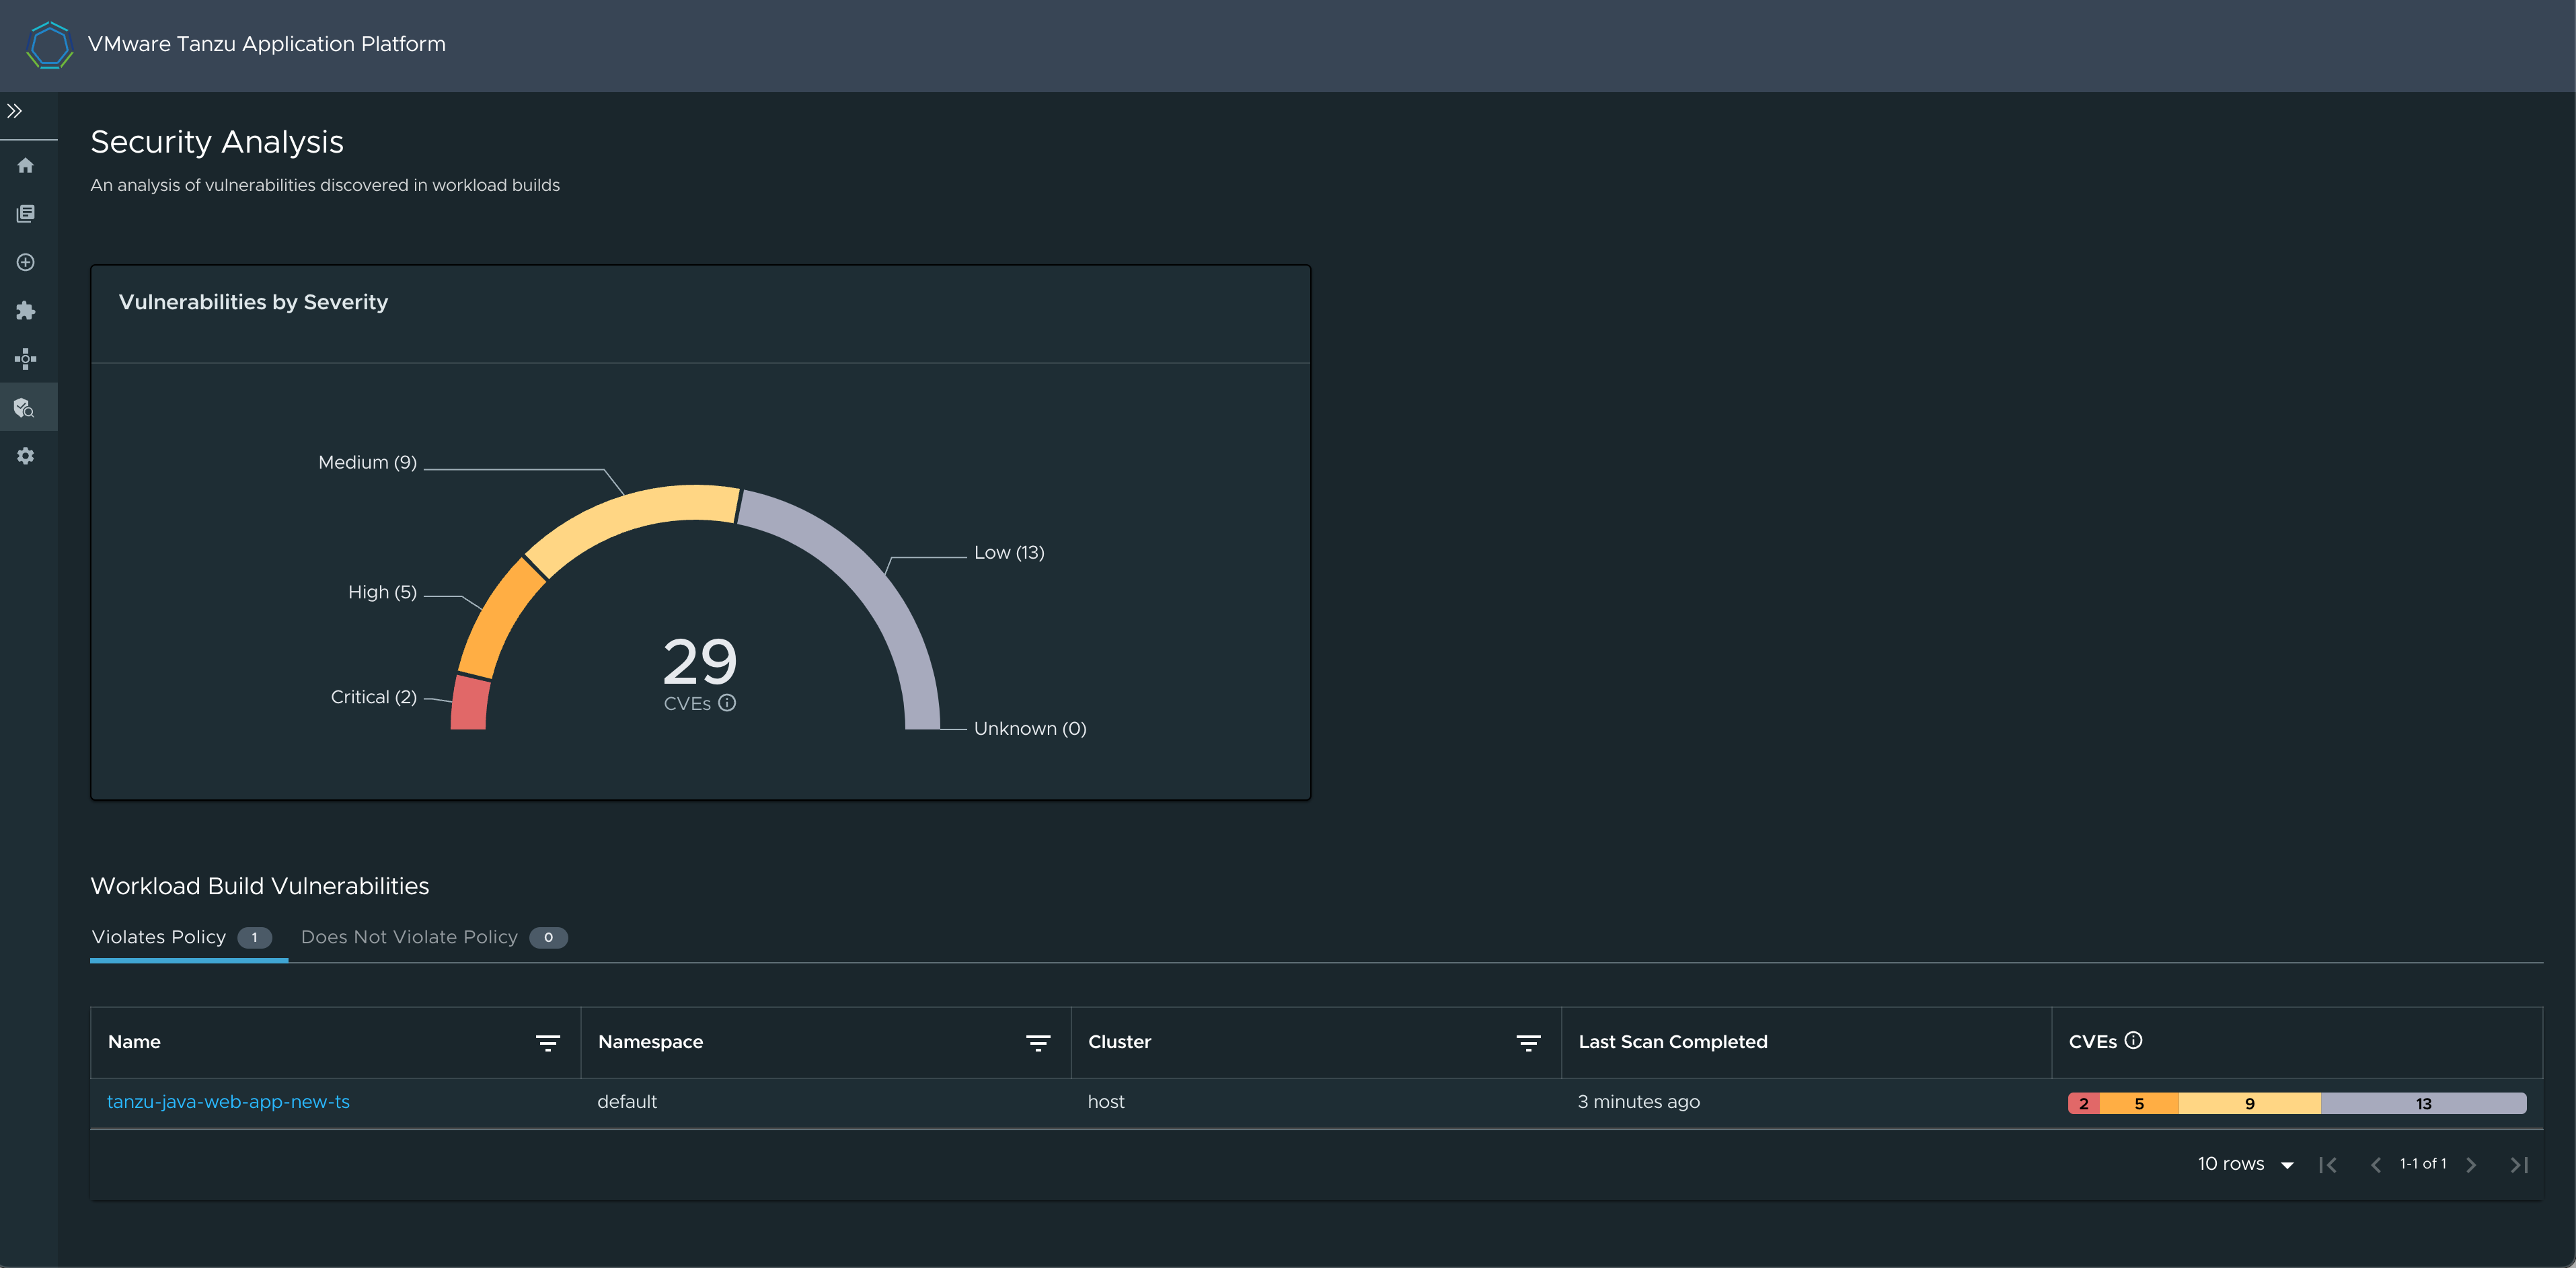 VMware Tanzu Application Platform
Security Analysis
An analysis of vulnerabilities discovered in workload builds
Vulnerabilities by Severity
Medium (9)
Low (13)
High (5)
29
Critical (2)
CVEs
Unknown (0)
Workload Build Vulnerabilities
Violates Policy 1 Does Not Violate Policy 0
Name Namespace Cluster Last Scan Completed CVEs
tanzu-java-web-app-new-ts default host 3 minutes ago 2 5 9 13
10 rows 1-1 of 1